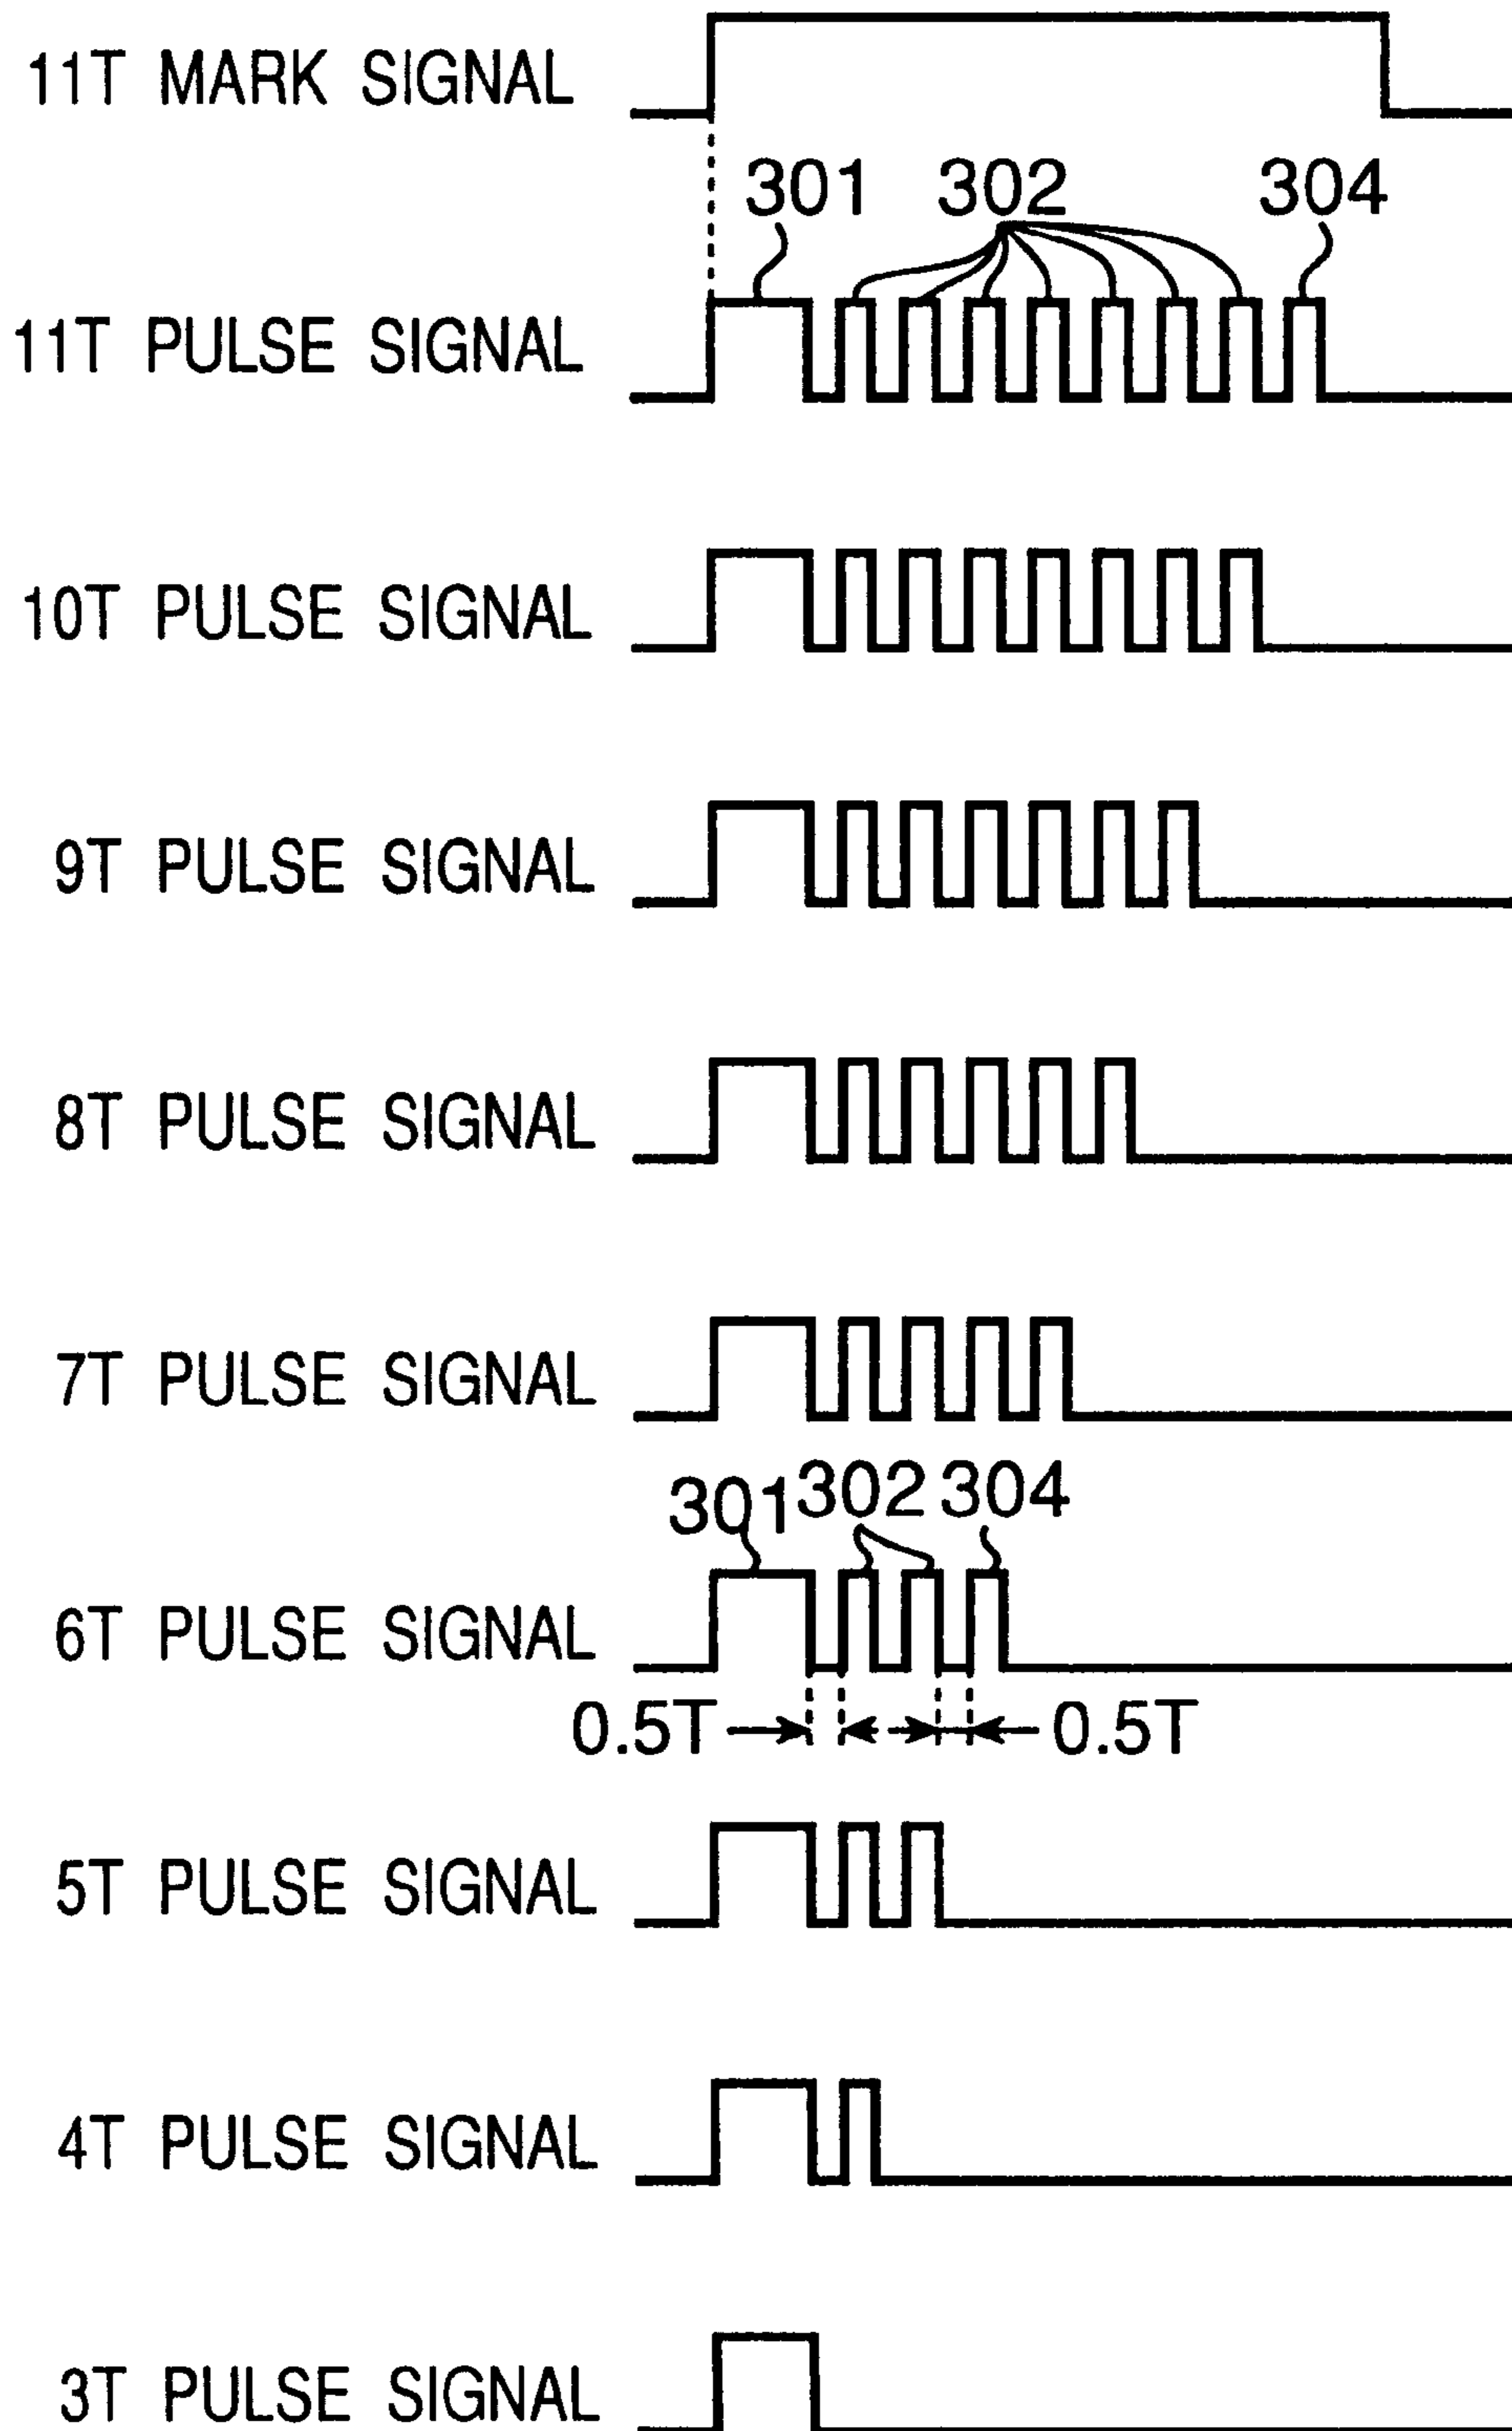 11T MARK SIGNAL
301 302 304
11T PULSE SIGNAL
10T PULSE SIGNAL
9T PULSE SIGNAL
8T PULSE SIGNAL
7T PULSE SIGNAL
301 302 304
6T PULSE SIGNAL
0.5T 0.5T
5T PULSE SIGNAL
4T PULSE SIGNAL
3T PULSE SIGNAL